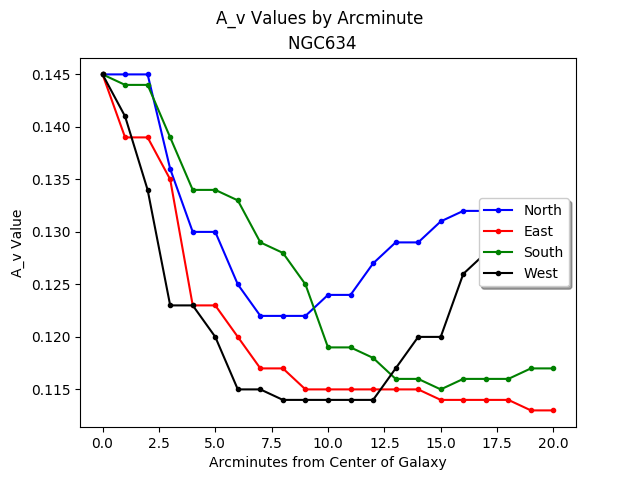 A_v Values by Arcminute
NGC634
A_v Value
0.145
0.140
0.135
0.130
0.125
0.120
0.115
North
East
South
West
0.0
2.5
5.0
7.5
10.0
12.5
15.0
17.5
20.0
Arcminutes from Center of Galaxy